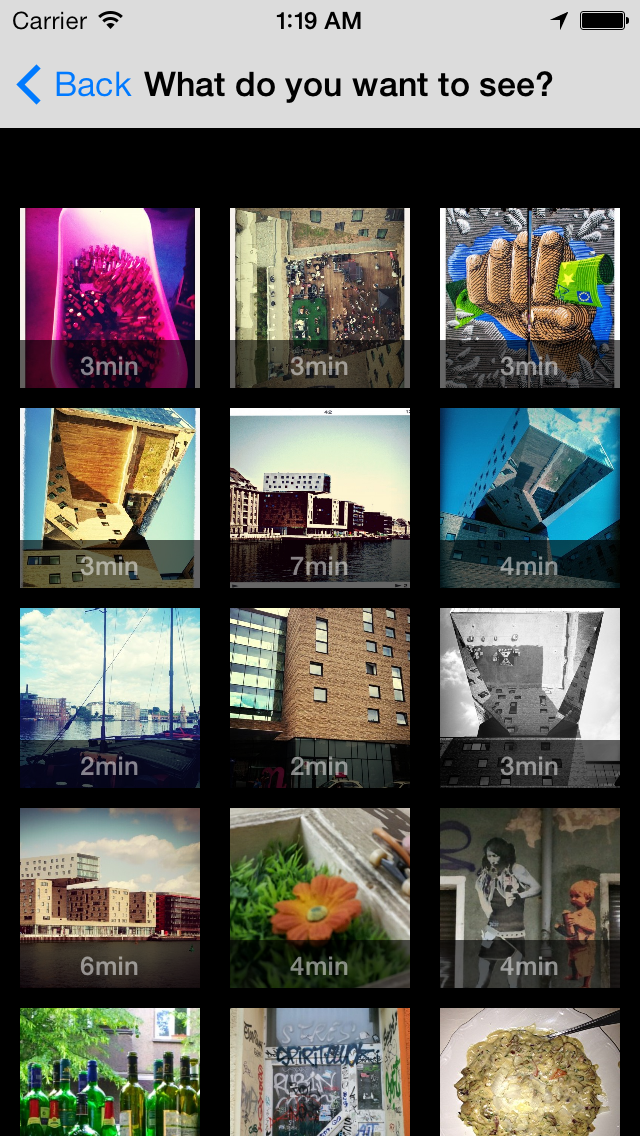 Carrier 1:19 AM
Back What do you want to see?
3min 3min 3min
3min 7min 4min
2min 2min 3min
6min 4min 4min